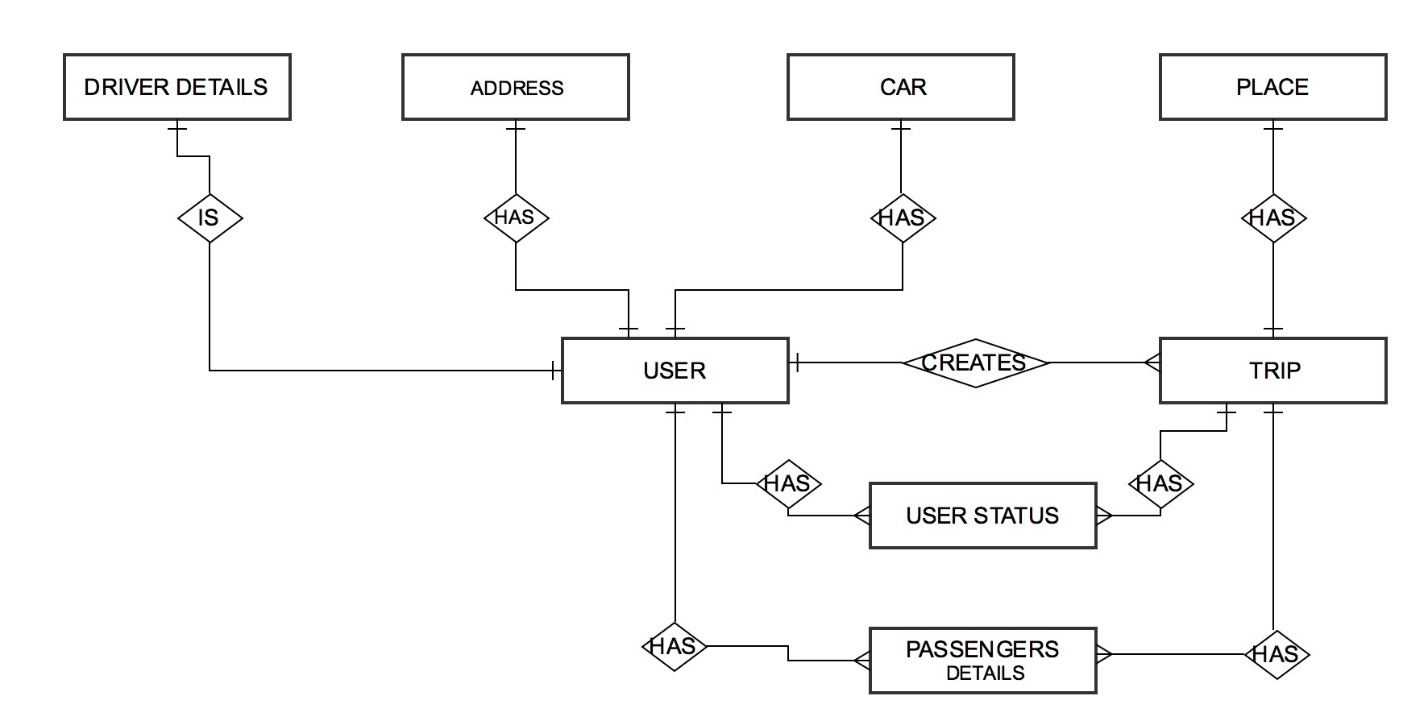 DRIVER DETAILS
ADDRESS
CAR
PLACE
IS
HAS
HAS
HAS
USER
CREATES
TRIP
HAS
HAS
USER STATUS
HAS
PASSENGERS
DETAILS
HAS